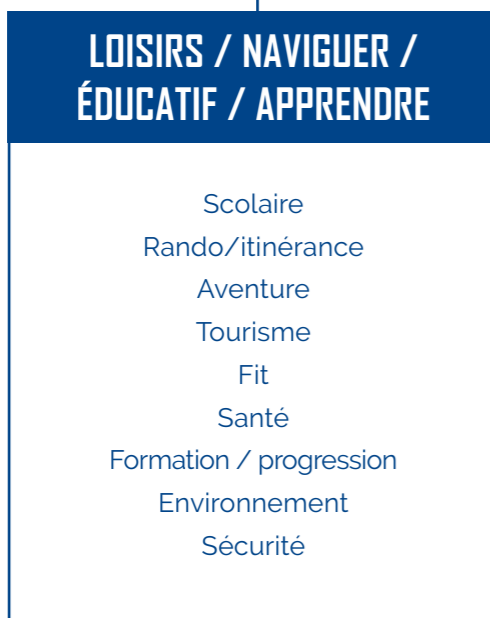 LOISIRS / NAVIGUER /
ÉDUCATIF / APPRENDRE
Scolaire
Rando/itinérance
Aventure
Tourisme
Fit
Santé
Formation / progression
Environnement
Sécurité